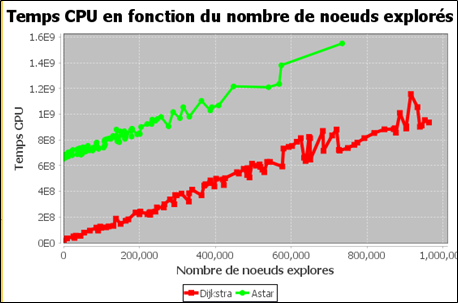 Temps CPU en fonction du nombre de noeuds explorés
1.6E9
1.4E9
1.2E9
1E9
8E8
6E8
4E8
2E8
0E0
Temps CPU
0
200,000
400,000
600,000
800,000
1,000,0
Nombre de noeuds explores
Dijkstra
Astar